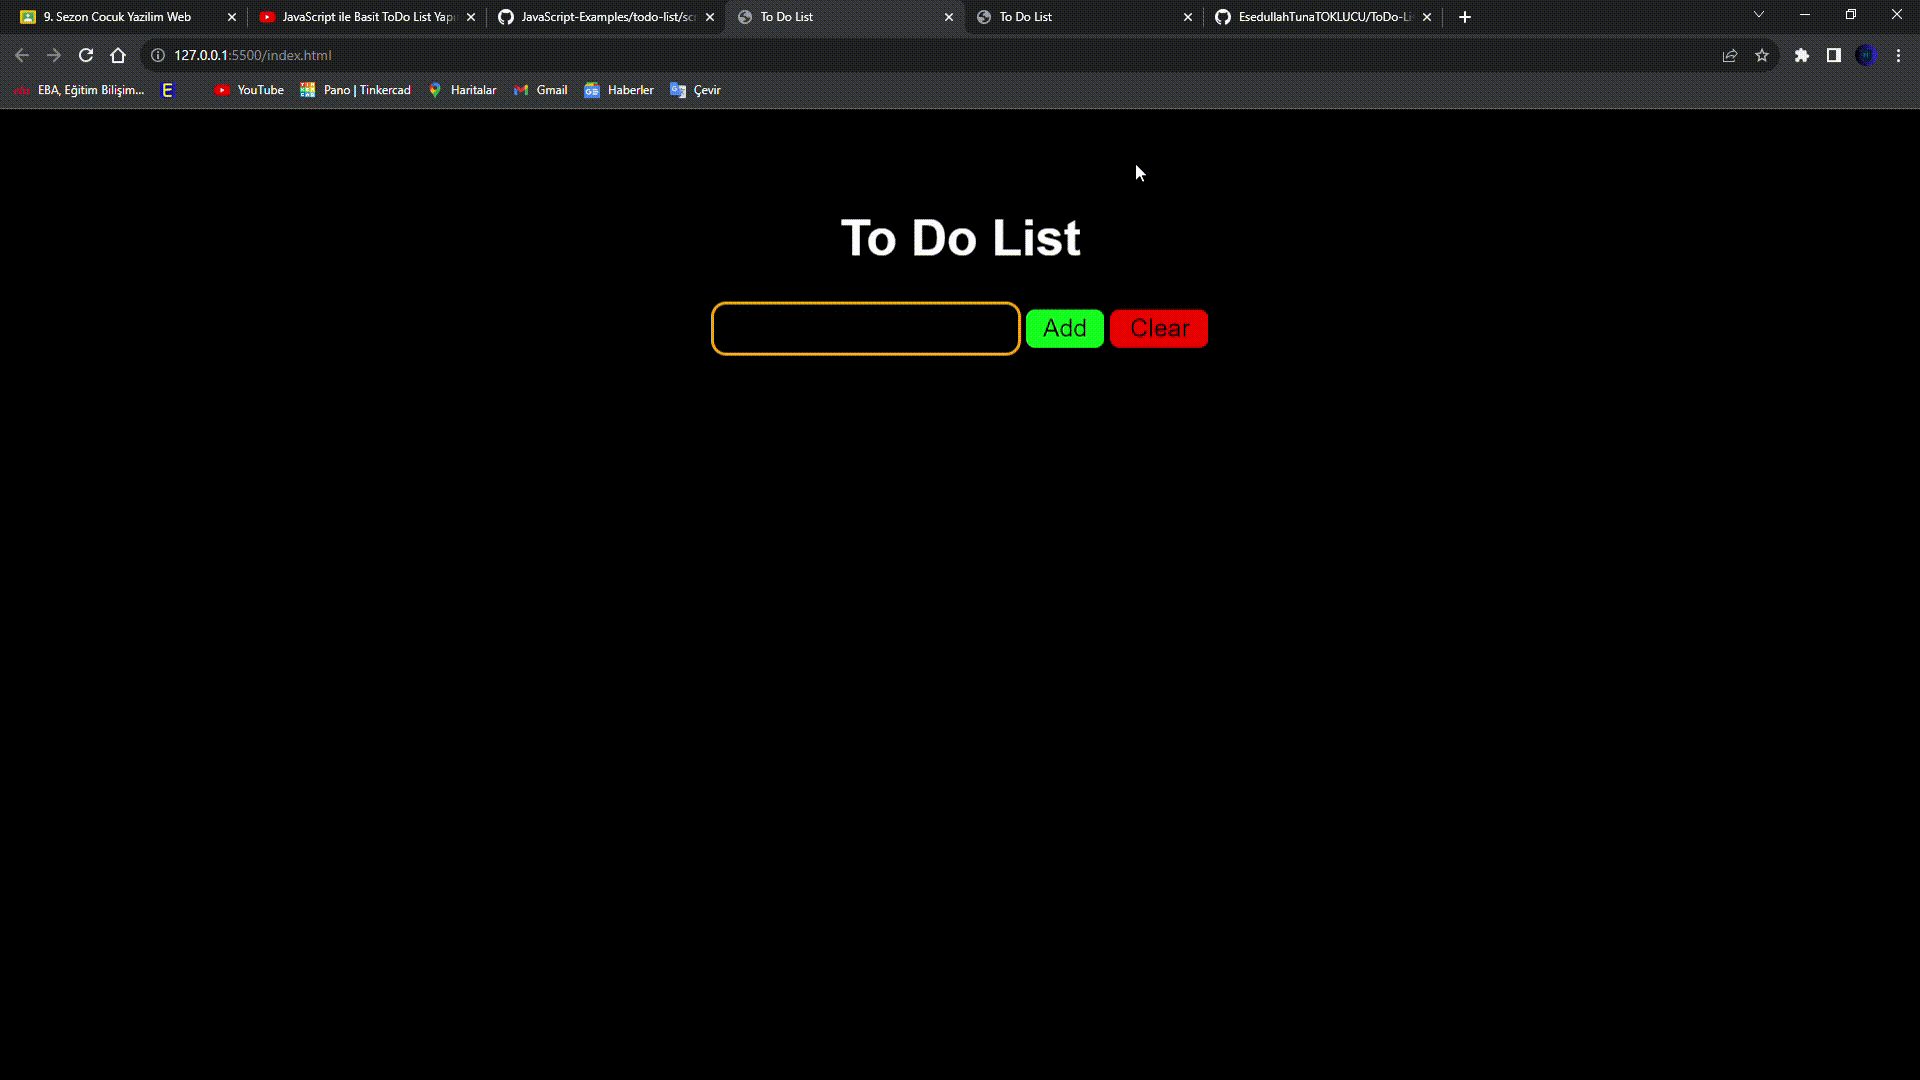 9. Sezon Cocuk Yazilim Web
JavaScript ile Basit ToDo List Yapı
JavaScript-Examples/todo-list/scr
To Do List
To Do List
EsedullahTunaTOKLUCU/ToDo-Li
127.0.0.1:5500/index.html
EBA, Eğitim Bilişim...
E
YouTube
Pano | Tinkercad
Haritalar
Gmail
Haberler
Çevir
To Do List
Add Clear